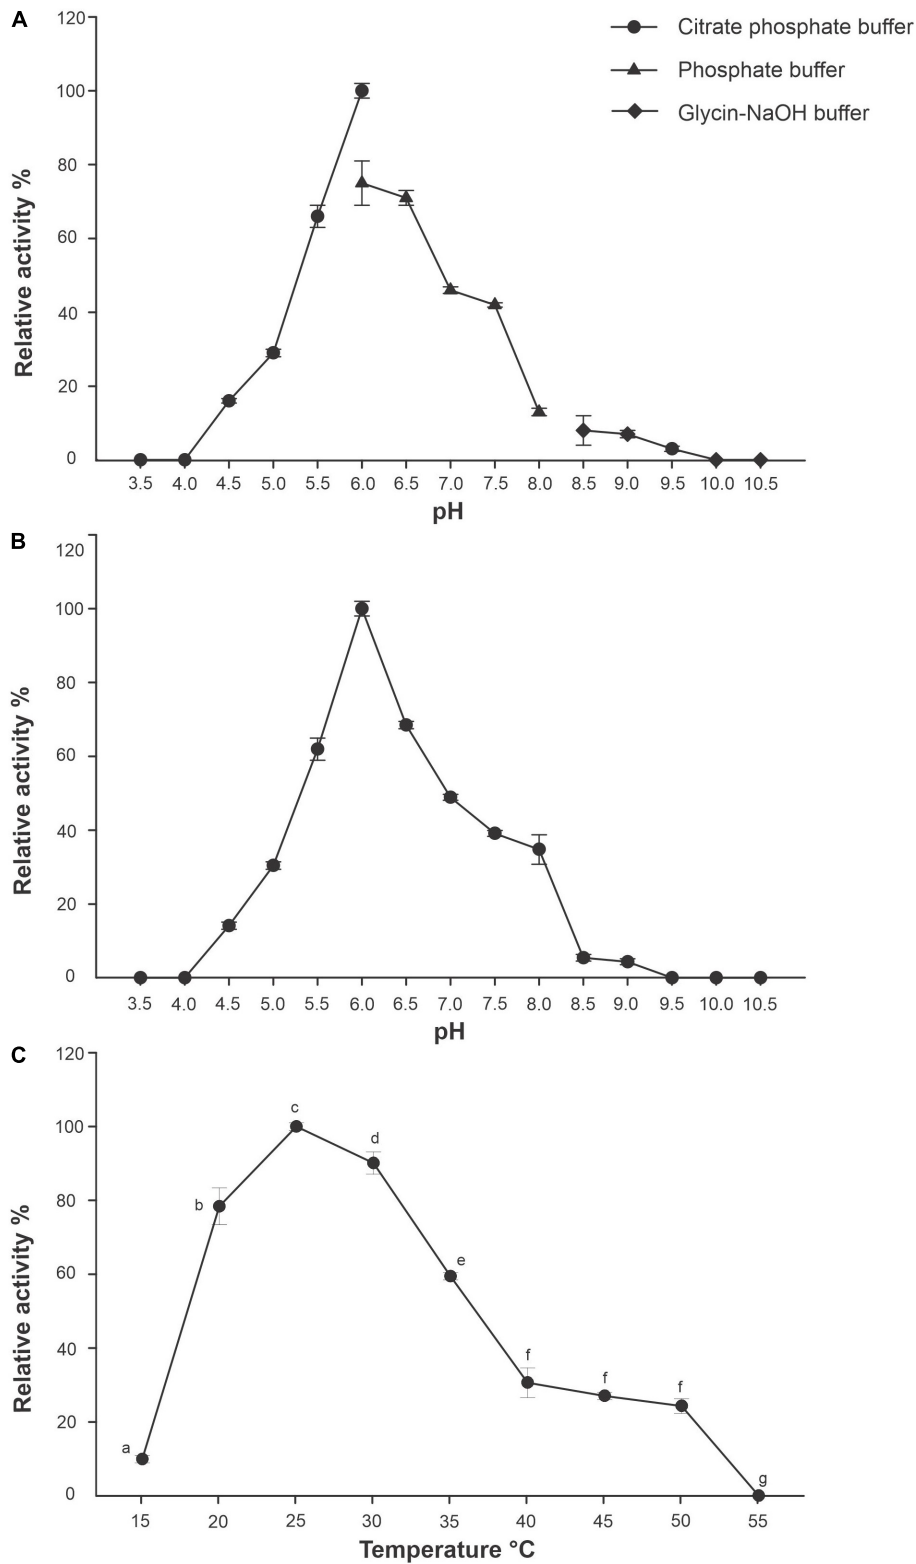 A
Citrate phosphate buffer
Phosphate buffer
Glycin-NaOH buffer
Relative activity %
120
100
80
60
40
20
0
3.5 4.0 4.5 5.0 5.5 6.0 6.5 7.0 7.5 8.0 8.5 9.0 9.5 10.0 10.5
pH
B
Relative activity %
120
100
80
60
40
20
0
3.5 4.0 4.5 5.0 5.5 6.0 6.5 7.0 7.5 8.0 8.5 9.0 9.5 10.0 10.5
pH
C
Relative activity %
120
100
80
60
40
20
0
a
b
c
d
e
f
f
f
g
15 20 25 30 35 40 45 50 55
Temperature °C